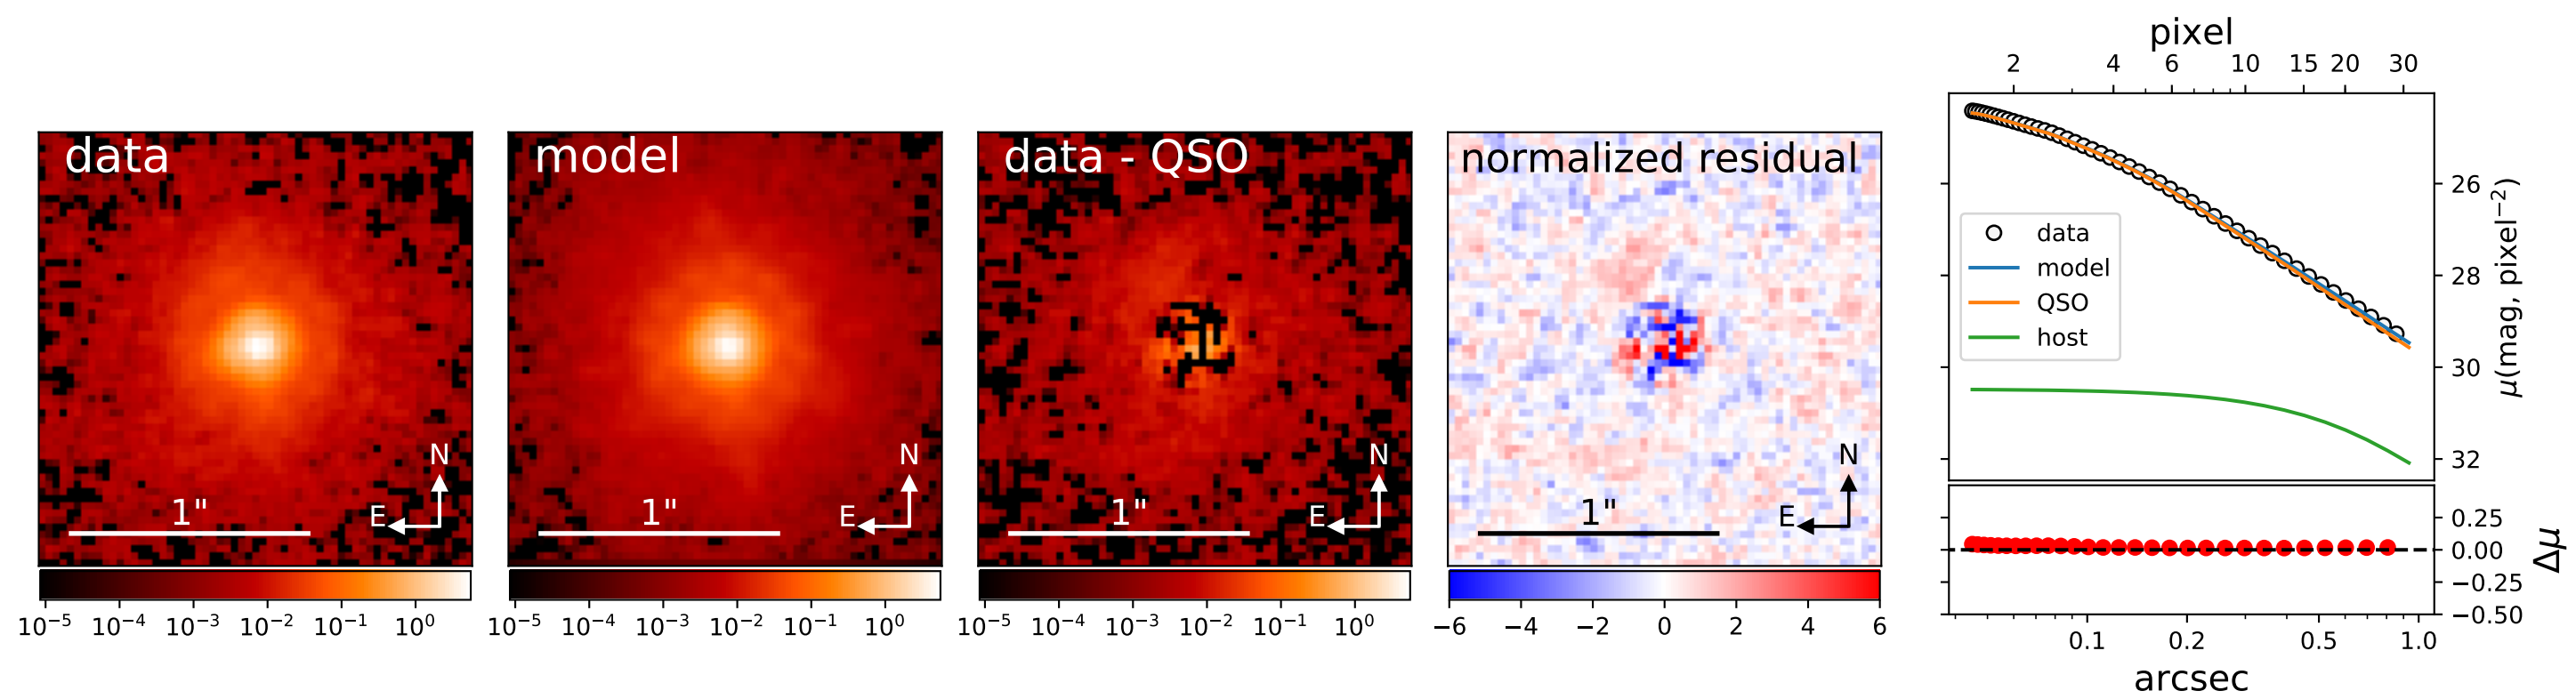 data
N
E
1"
10⁻⁵ 10⁻⁴ 10⁻³ 10⁻² 10⁻¹ 10⁰
model
N
E
1"
10⁻⁵ 10⁻⁴ 10⁻³ 10⁻² 10⁻¹ 10⁰
data - QSO
N
E
1"
10⁻⁵ 10⁻⁴ 10⁻³ 10⁻² 10⁻¹ 10⁰
normalized residual
N
E
1"
−6 −4 −2 0 2 4 6
pixel
2 4 6 10 15 20 30
data
model
QSO
host
26
28
30
32
μ(mag, pixel⁻²)
0.25
0.00
−0.25
−0.50
Δμ
0.1 0.2 0.5 1.0
arcsec